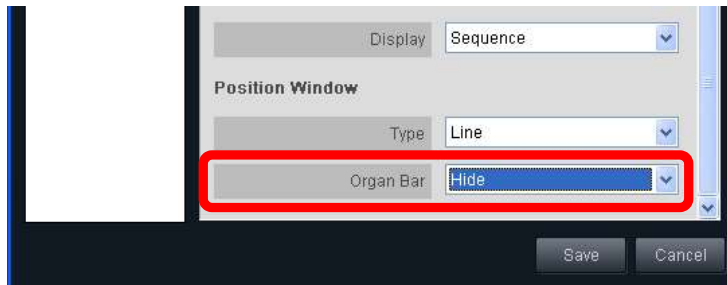 Display Sequence
Position Window
Type Line
Organ Bar Hide
Save Cancel